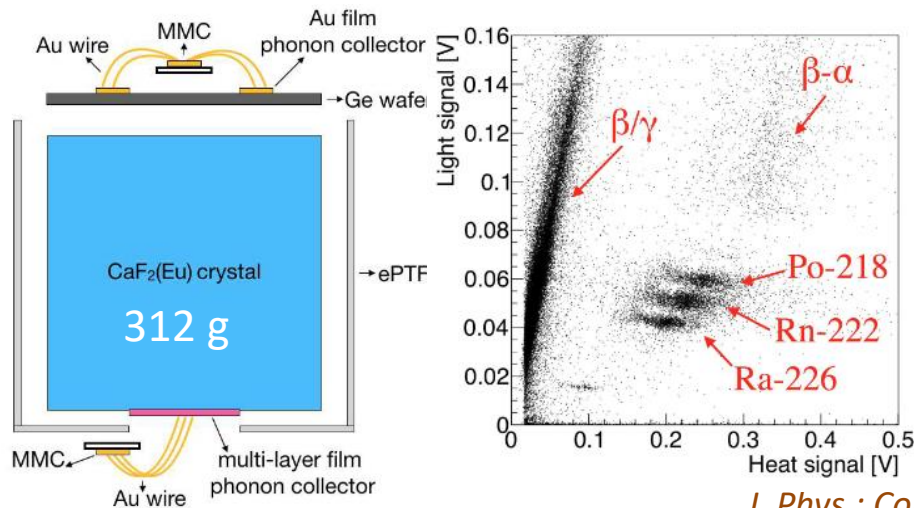 MMC
Au film
phonon collector
Au wire
Ge wafer
CaF₂(Eu) crystal
312 g
ePTF
MMC
multi-layer film
phonon collector
Au wire
Light signal [V]
0.16
0.14
0.12
0.1
0.08
0.06
0.04
0.02
0
β/γ
β-α
Po-218
Rn-222
Ra-226
0 0.1 0.2 0.3 0.4 0.5
Heat signal [V]
J. Phys.: Co